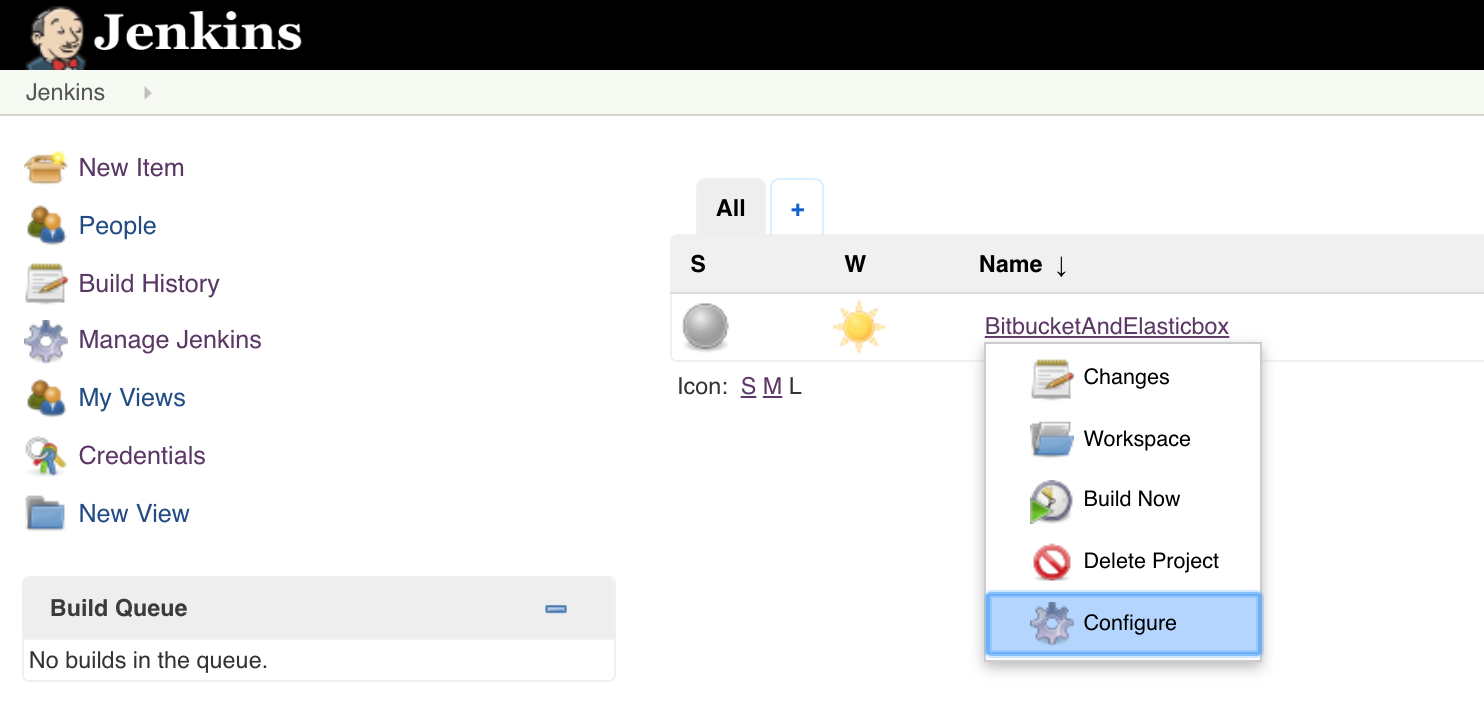 Jenkins
Jenkins
New Item
People
Build History
Manage Jenkins
My Views
Credentials
New View
Build Queue
No builds in the queue.
All +
S W Name ↓
BitbucketAndElasticbox
Icon: S M L
Changes
Workspace
Build Now
Delete Project
Configure